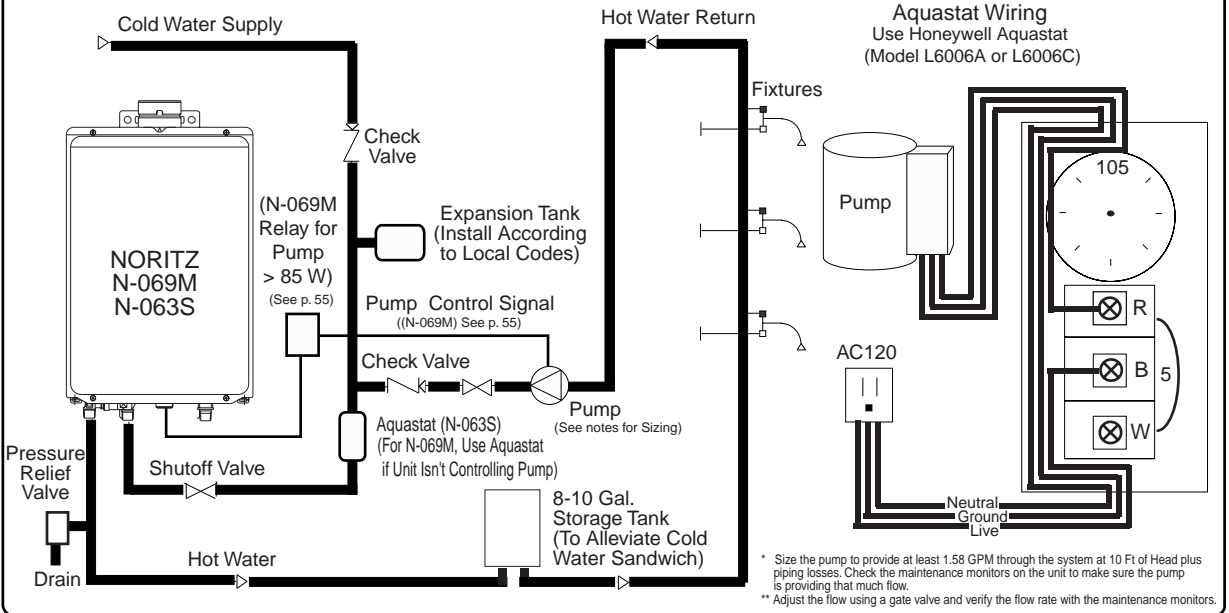 Cold Water Supply
Hot Water Return
Aquastat Wiring
Use Honeywell Aquastat
(Model L6006A or L6006C)
Fixtures
Check
Valve
(N-069M
Relay for
Pump
> 85 W)
(See p. 55)
Expansion Tank
(Install According
to Local Codes)
NORITZ
N-069M
N-063S
Pump Control Signal
((N-069M) See p. 55)
Check Valve
Pump
(See notes for Sizing)
Aquastat (N-063S)
(For N-069M, Use Aquastat
if Unit Isn't Controlling Pump)
Pressure
Relief
Valve
Shutoff Valve
8-10 Gal.
Storage Tank
(To Alleviate Cold
Water Sandwich)
Hot Water
Drain
Pump
105
R
B
5
W
AC120
Neutral
Ground
Live
* Size the pump to provide at least 1.58 GPM through the system at 10 Ft of Head plus
piping losses. Check the maintenance monitors on the unit to make sure the pump
is providing that much flow.
** Adjust the flow using a gate valve and verify the flow rate with the maintenance monitors.